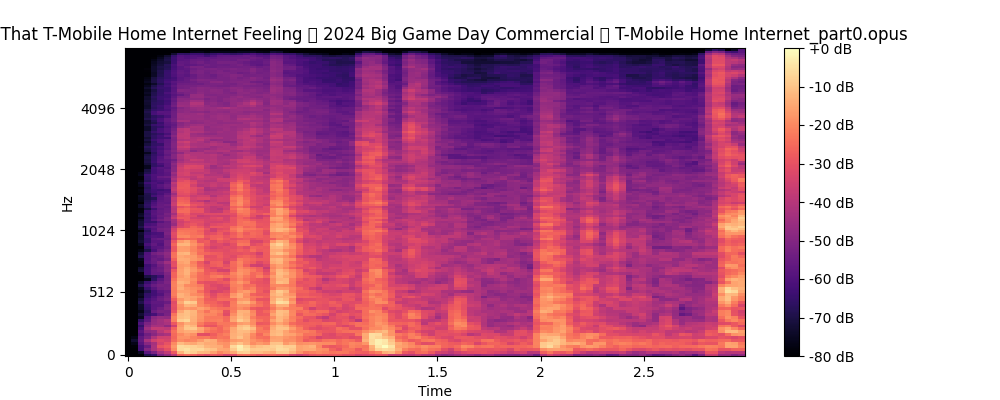 That T-Mobile Home Internet Feeling ▯ 2024 Big Game Day Commercial ▯ T-Mobile Home Internet_part0.opus
+0 dB
-10 dB
-20 dB
-30 dB
-40 dB
-50 dB
-60 dB
-70 dB
-80 dB
4096
2048
1024
512
0
Hz
0
0.5
1
1.5
2
2.5
Time